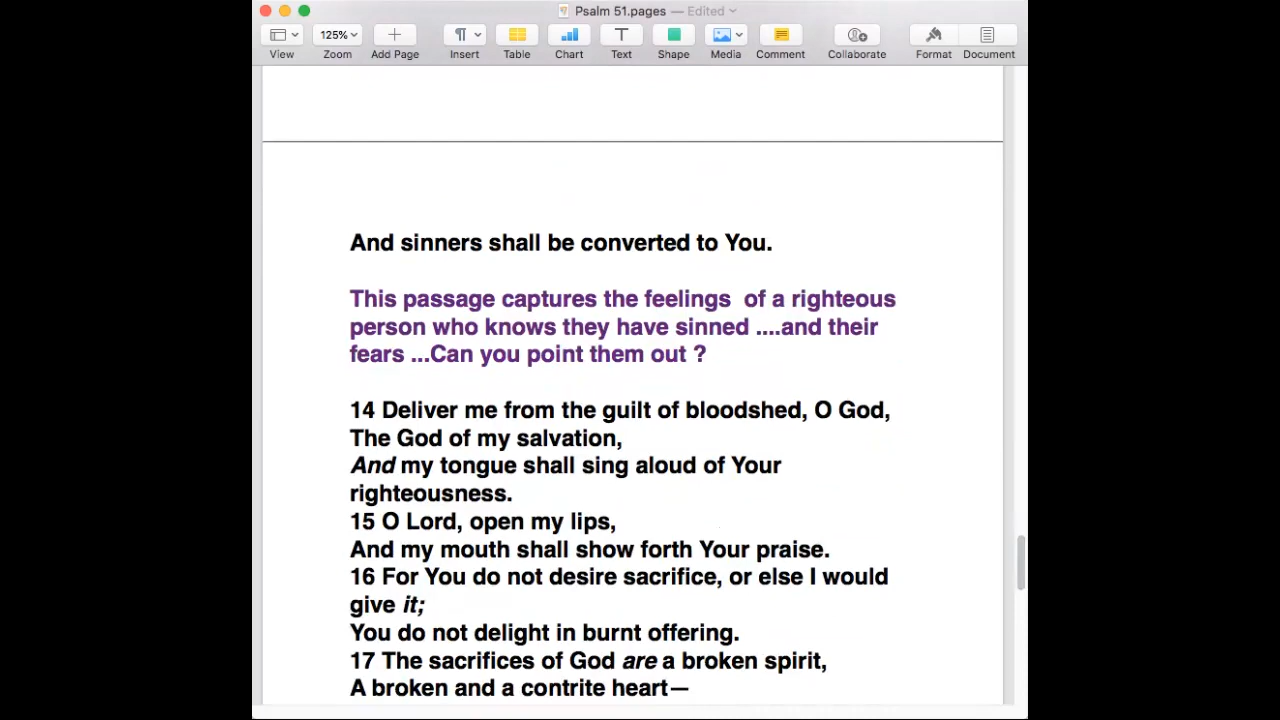 Psalm 51.pages — Edited
125%
View
Zoom
Add Page
Insert
Table
Chart
Text
Shape
Media
Comment
Collaborate
Format
Document
And sinners shall be converted to You.
This passage captures the feelings  of a righteous
person who knows they have sinned ....and their
fears ...Can you point them out ?
14 Deliver me from the guilt of bloodshed, O God,
The God of my salvation,
And my tongue shall sing aloud of Your
righteousness.
15 O Lord, open my lips,
And my mouth shall show forth Your praise.
16 For You do not desire sacrifice, or else I would
give it;
You do not delight in burnt offering.
17 The sacrifices of God are a broken spirit,
A broken and a contrite heart—